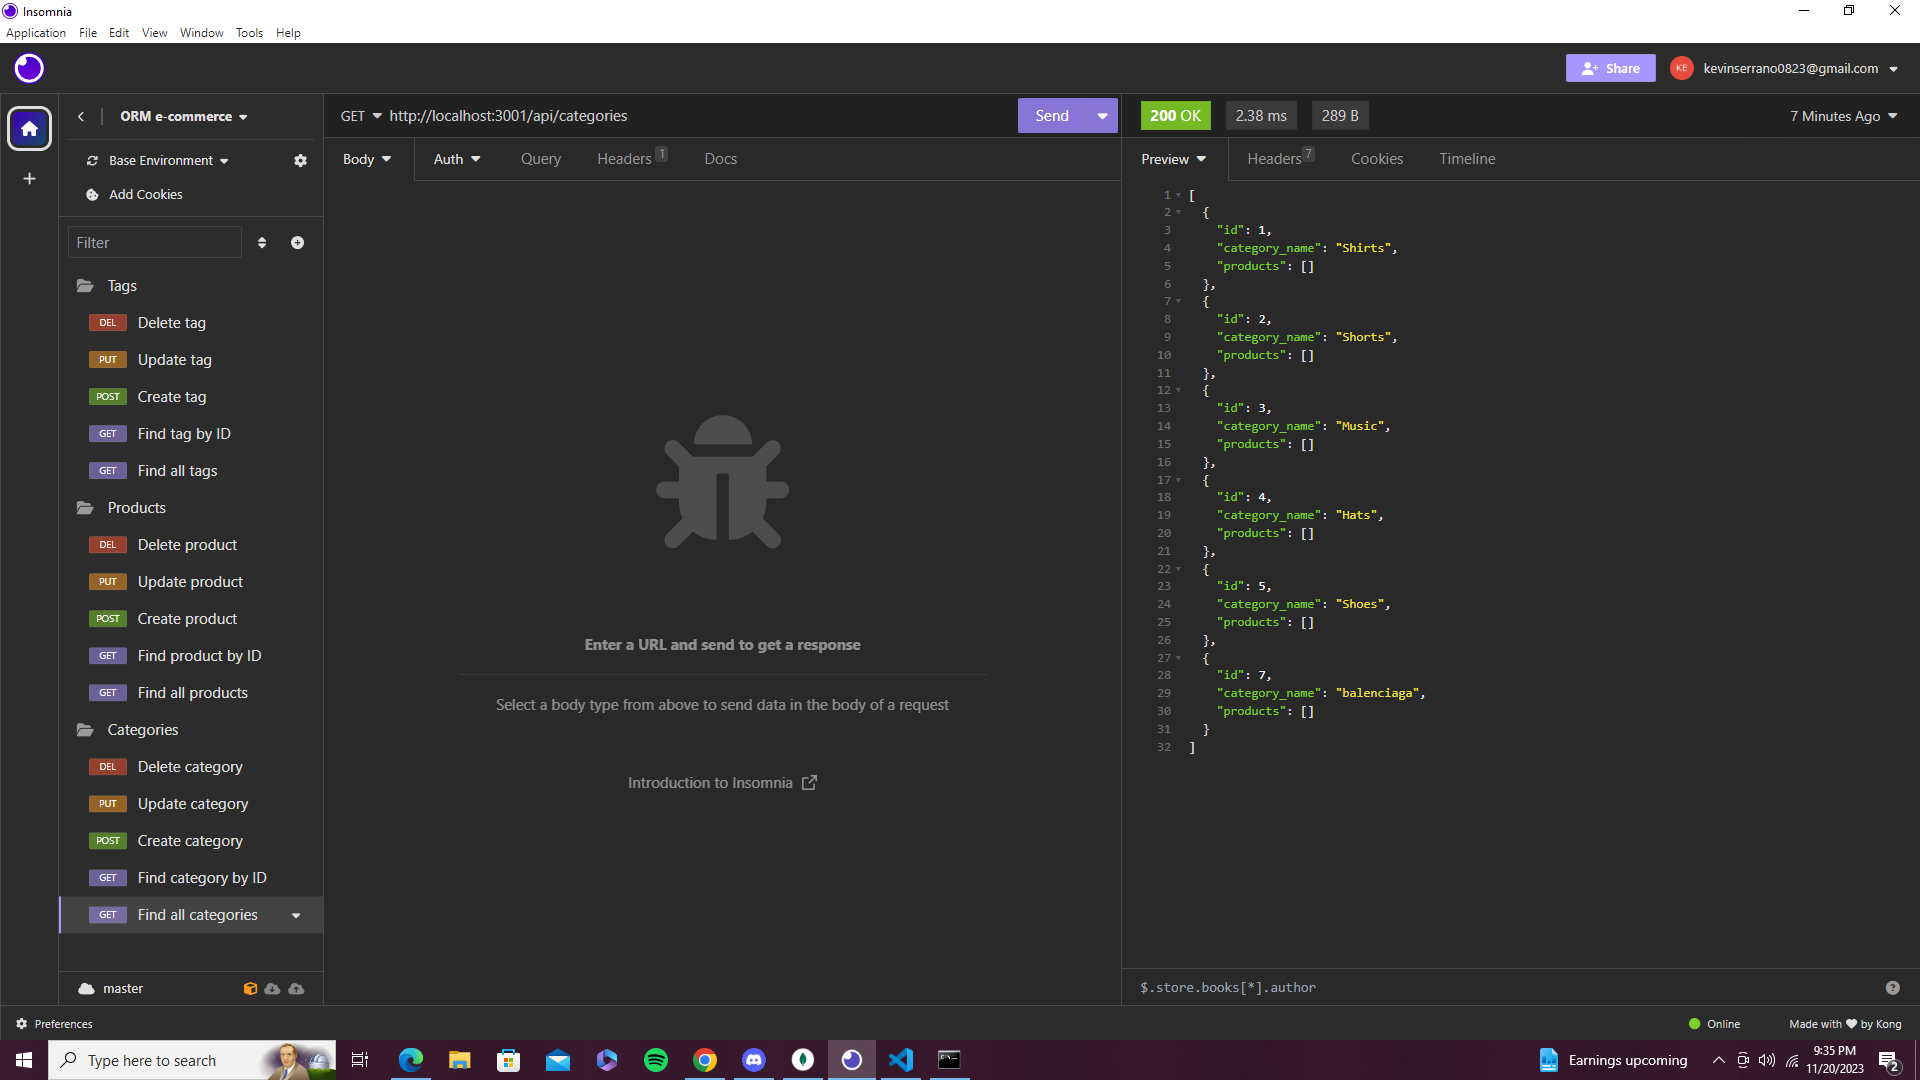 Insomnia
Application File Edit View Window Tools Help
Share KE kevinserrano0823@gmail.com
ORM e-commerce
Base Environment
Add Cookies
Filter
Tags
DEL Delete tag
PUT Update tag
POST Create tag
GET Find tag by ID
GET Find all tags
Products
DEL Delete product
PUT Update product
POST Create product
GET Find product by ID
GET Find all products
Categories
DEL Delete category
PUT Update category
POST Create category
GET Find category by ID
GET Find all categories
master
GET http://localhost:3001/api/categories Send
Body Auth Query Headers 1 Docs
Enter a URL and send to get a response
Select a body type from above to send data in the body of a request
Introduction to Insomnia
200 OK 2.38 ms 289 B 7 Minutes Ago
Preview Headers 7 Cookies Timeline
1 [
2 {
3 "id": 1,
4 "category_name": "Shirts",
5 "products": []
6 },
7 {
8 "id": 2,
9 "category_name": "Shorts",
10 "products": []
11 },
12 {
13 "id": 3,
14 "category_name": "Music",
15 "products": []
16 },
17 {
18 "id": 4,
19 "category_name": "Hats",
20 "products": []
21 },
22 {
23 "id": 5,
24 "category_name": "Shoes",
25 "products": []
26 },
27 {
28 "id": 7,
29 "category_name": "balenciaga",
30 "products": []
31 }
32 ]
$.store.books[*].author
Preferences Online Made with by Kong
Type here to search Earnings upcoming 9:35 PM
11/20/2023 2